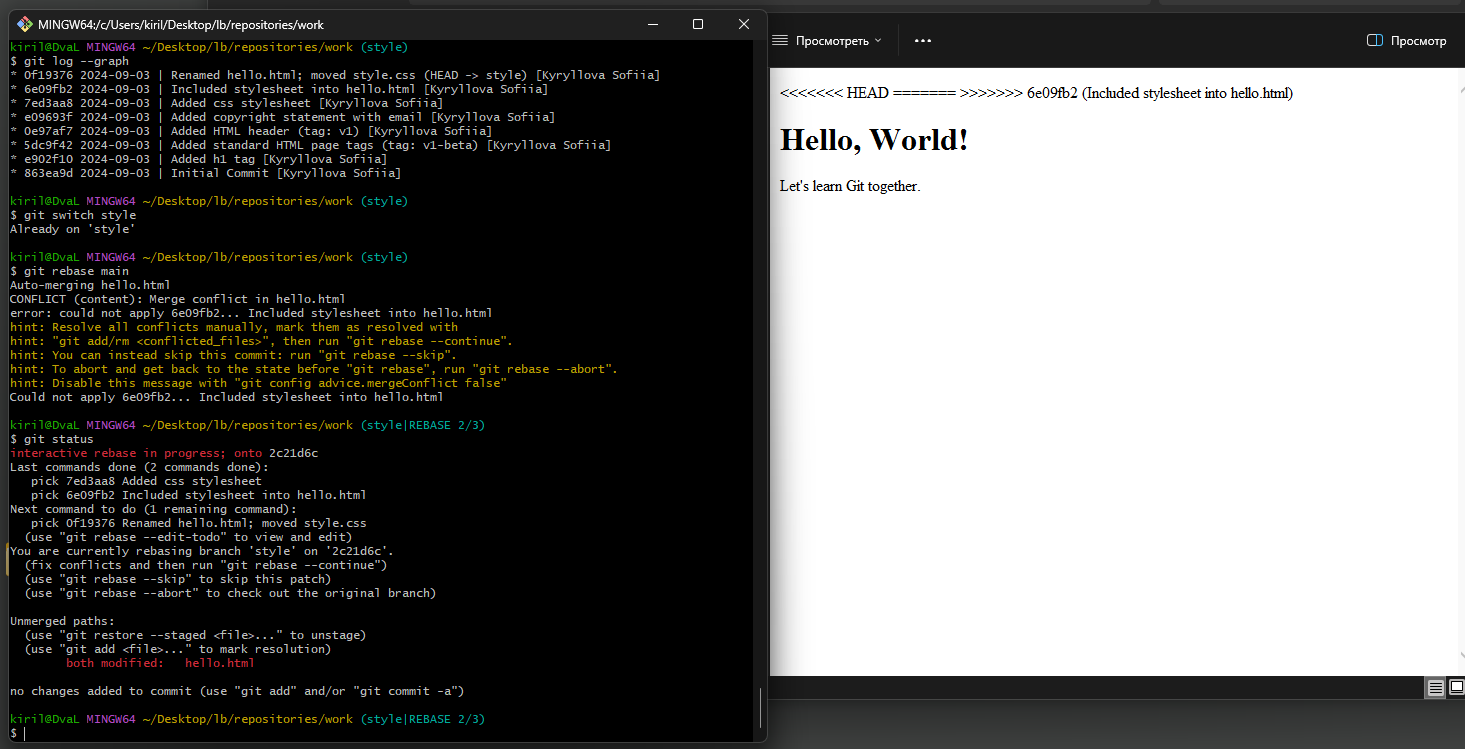 MINGW64:/c/Users/kiril/Desktop/lb/repositories/work
kiril@DvaL MINGW64 ~/Desktop/lb/repositories/work (style)
$ git log --graph
* 0f19376 2024-09-03 | Renamed hello.html; moved style.css (HEAD -> style) [Kyryllova Sofiia]
* 6e09fb2 2024-09-03 | Included stylesheet into hello.html [Kyryllova Sofiia]
* 7ed3aa8 2024-09-03 | Added css stylesheet [Kyryllova Sofiia]
* e09693f 2024-09-03 | Added copyright statement with email [Kyryllova Sofiia]
* 0e97af7 2024-09-03 | Added HTML header (tag: v1) [Kyryllova Sofiia]
* 5dc9f42 2024-09-03 | Added standard HTML page tags (tag: v1-beta) [Kyryllova Sofiia]
* e902f10 2024-09-03 | Added h1 tag [Kyryllova Sofiia]
* 863ea9d 2024-09-03 | Initial Commit [Kyryllova Sofiia]
kiril@DvaL MINGW64 ~/Desktop/lb/repositories/work (style)
$ git switch style
Already on 'style'
kiril@DvaL MINGW64 ~/Desktop/lb/repositories/work (style)
$ git rebase main
Auto-merging hello.html
CONFLICT (content): Merge conflict in hello.html
error: could not apply 6e09fb2... Included stylesheet into hello.html
hint: Resolve all conflicts manually, mark them as resolved with
hint: "git add/rm <conflicted_files>", then run "git rebase --continue".
hint: You can instead skip this commit: run "git rebase --skip".
hint: To abort and get back to the state before "git rebase", run "git rebase --abort".
hint: Disable this message with "git config advice.mergeConflict false"
Could not apply 6e09fb2... Included stylesheet into hello.html
kiril@DvaL MINGW64 ~/Desktop/lb/repositories/work (style|REBASE 2/3)
$ git status
interactive rebase in progress; onto 2c21d6c
Last commands done (2 commands done):
pick 7ed3aa8 Added css stylesheet
pick 6e09fb2 Included stylesheet into hello.html
Next command to do (1 remaining command):
pick 0f19376 Renamed hello.html; moved style.css
(use "git rebase --edit-todo" to view and edit)
You are currently rebasing branch 'style' on '2c21d6c'.
(fix conflicts and then run "git rebase --continue")
(use "git rebase --skip" to skip this patch)
(use "git rebase --abort" to check out the original branch)
Unmerged paths:
(use "git restore --staged <file>..." to unstage)
(use "git add <file>..." to mark resolution)
both modified: hello.html
no changes added to commit (use "git add" and/or "git commit -a")
kiril@DvaL MINGW64 ~/Desktop/lb/repositories/work (style|REBASE 2/3)
$
Просмотреть
Просмотр
<<<<<<< HEAD ======= >>>>>>> 6e09fb2 (Included stylesheet into hello.html)
Hello, World!
Let's learn Git together.